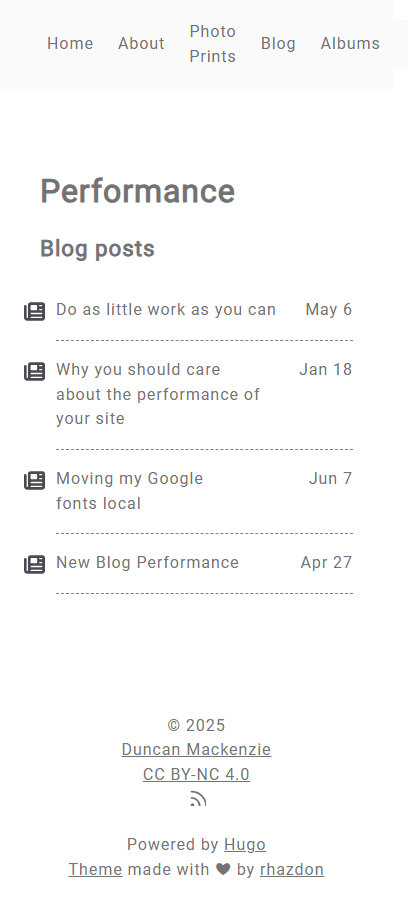 Home About Photo Prints Blog Albums
Performance
Blog posts
Do as little work as you can May 6
Why you should care Jan 18
about the performance of
your site
Moving my Google Jun 7
fonts local
New Blog Performance Apr 27
© 2025
Duncan Mackenzie
CC BY-NC 4.0
Powered by Hugo
Theme made with ♥ by rhazdon